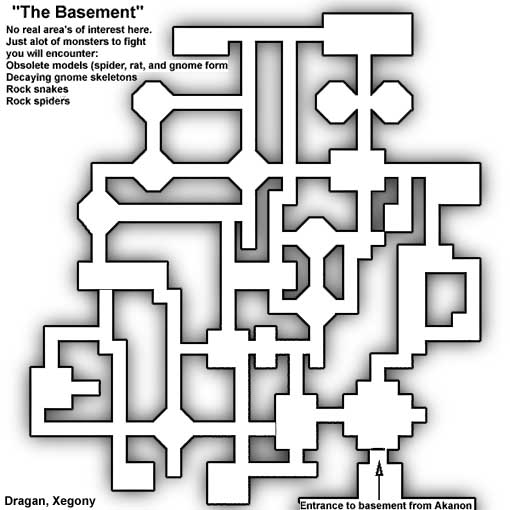 "The Basement"
No real area's of interest here.
Just alot of monsters to fight
you will encounter:
Obsolete models (spider, rat, and gnome form
Decaying gnome skeletons
Rock snakes
Rock spiders
Dragan, Xegony
Entrance to basement from Akanon